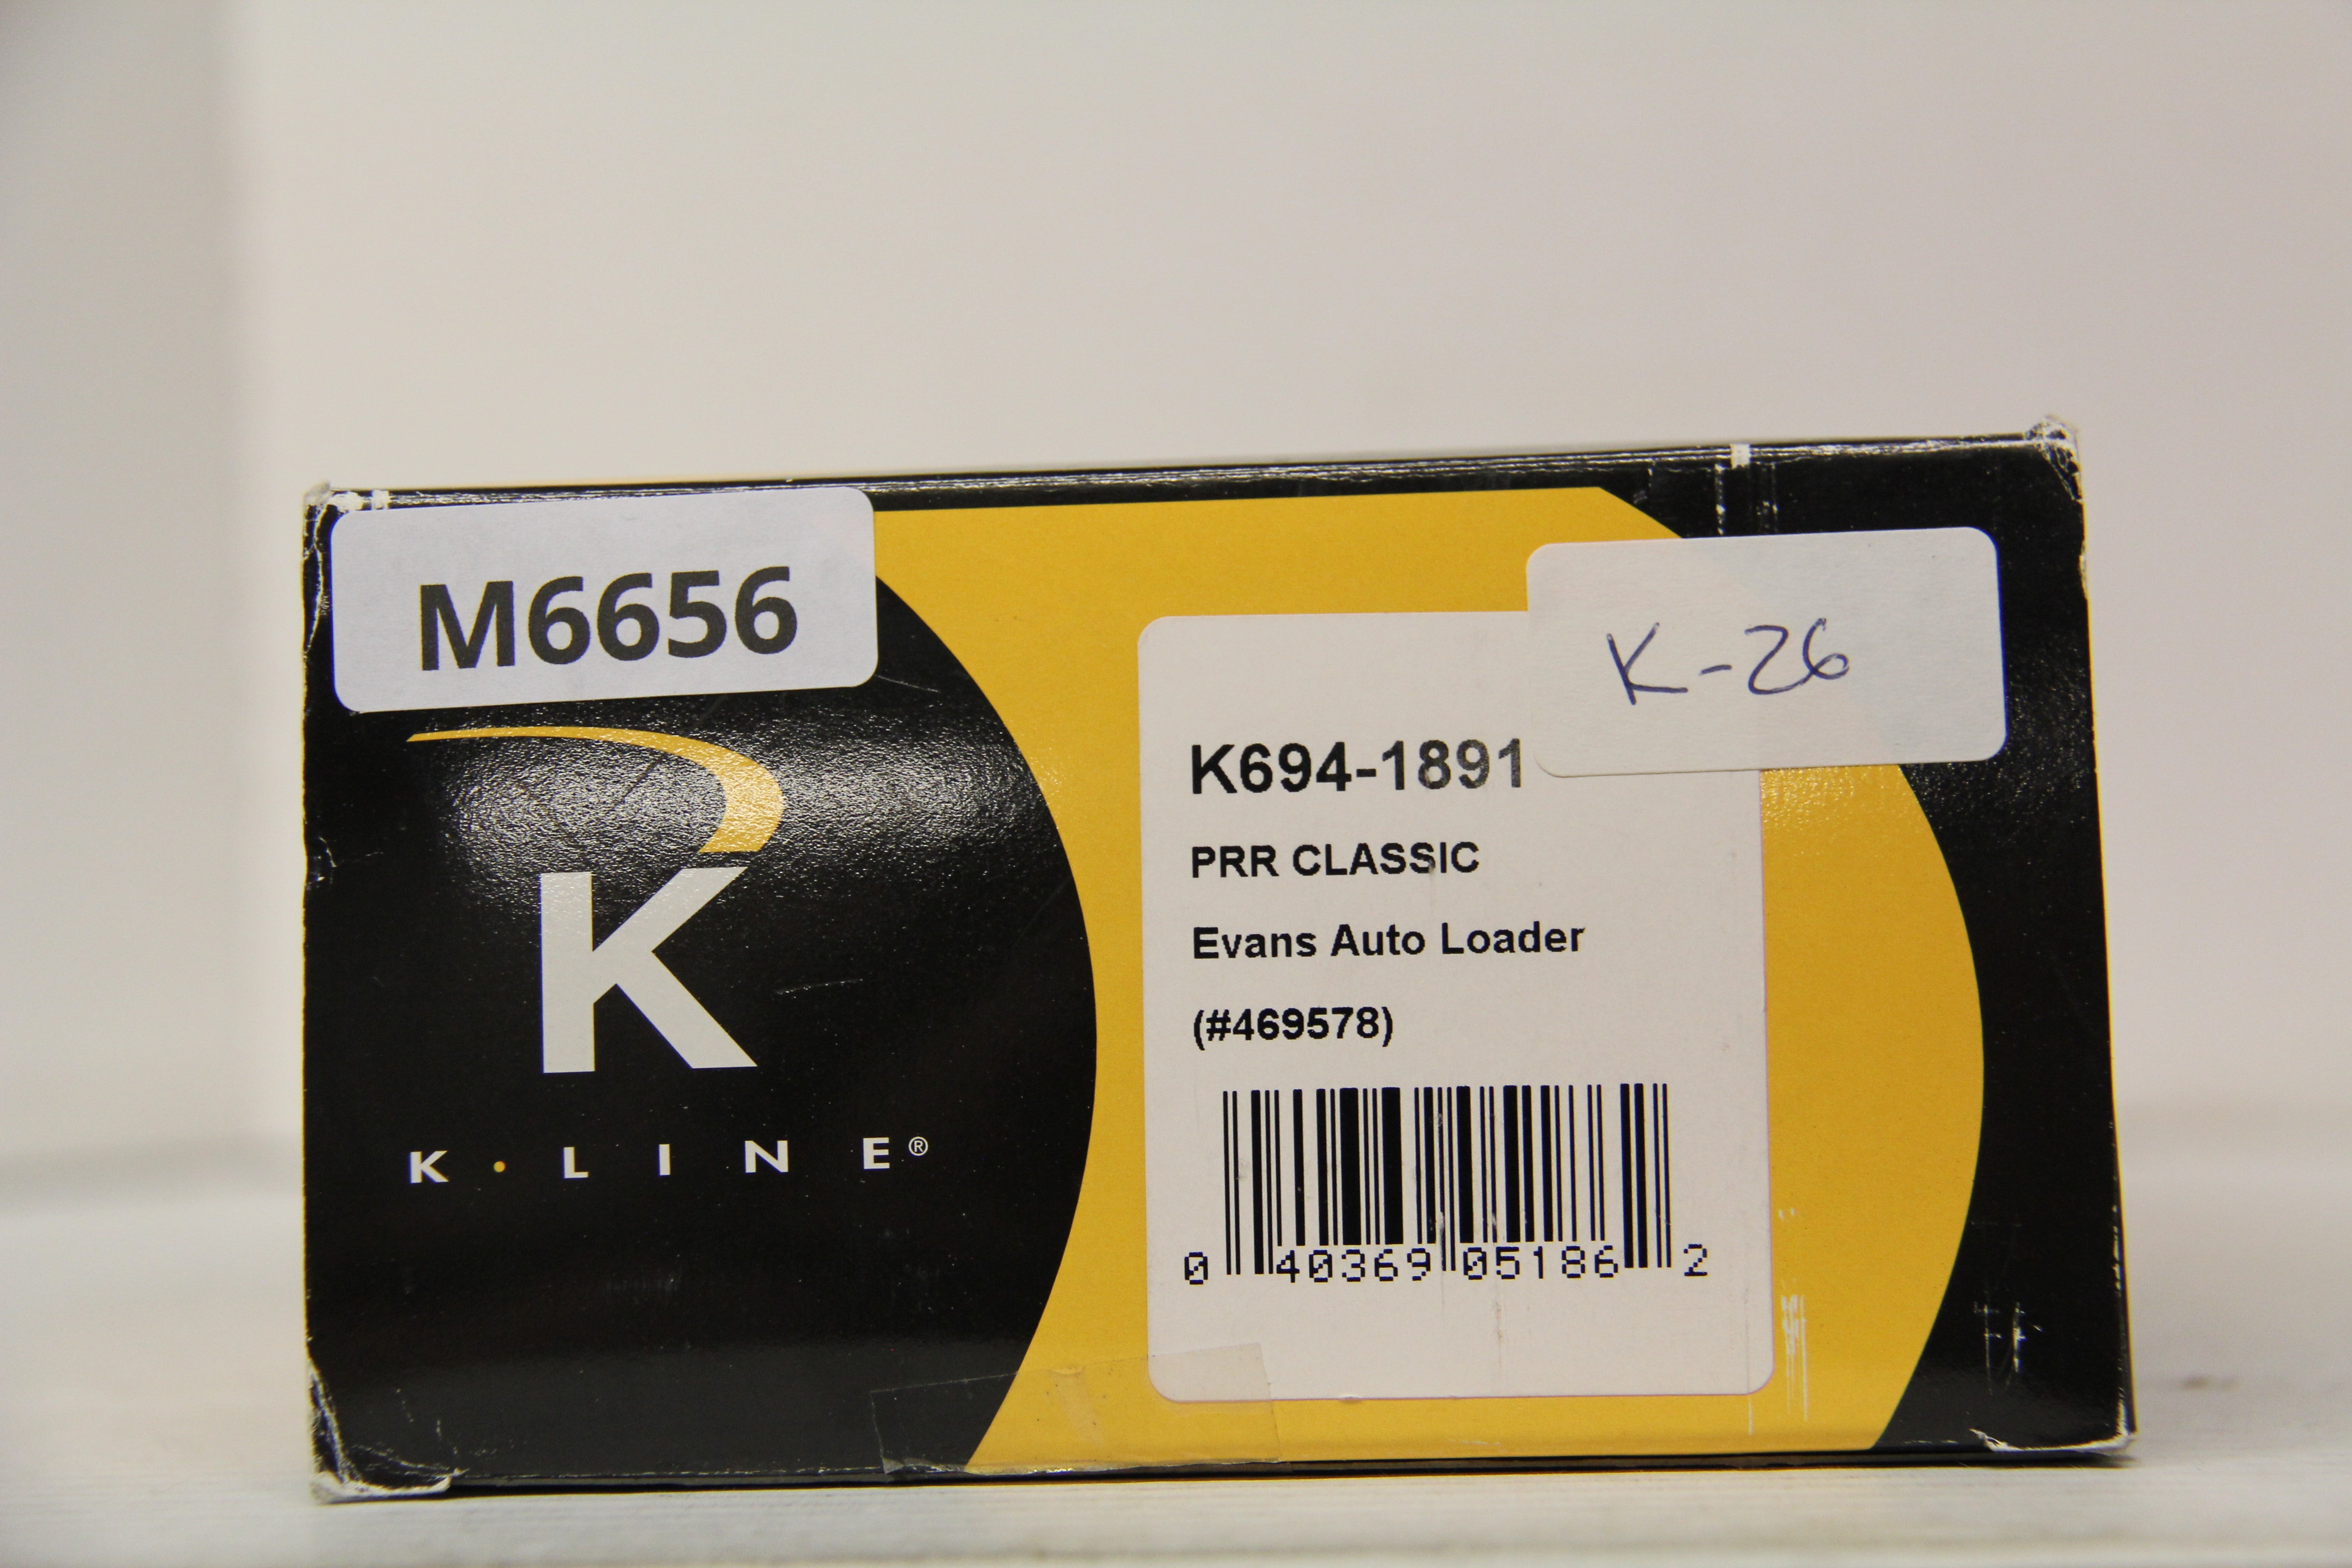 M6656
K-26
K
K·LINE®
K694-1891
PRR CLASSIC
Evans Auto Loader
(#469578)
0 40369 05186 2